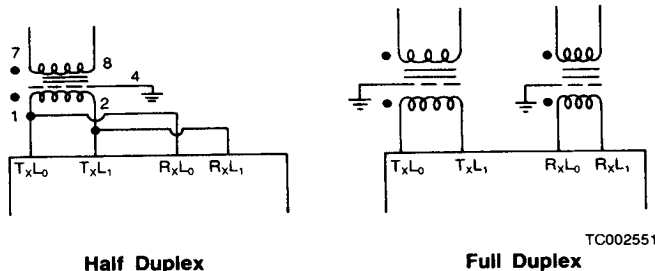 7
8
4
1
2
TxL0 TxL1 RxL0 RxL1
TxL0 TxL1 RxL0 RxL1
TC002551
Half Duplex
Full Duplex